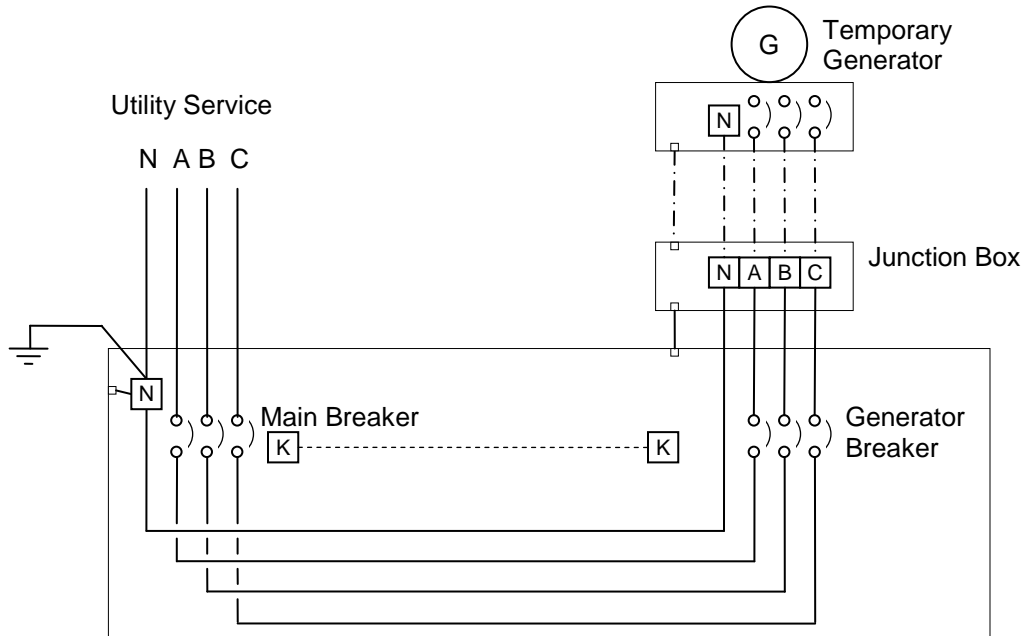 G
Temporary
Generator
N
Utility Service
N A B C
N A B C
Junction Box
N
Main Breaker
K
K
Generator
Breaker